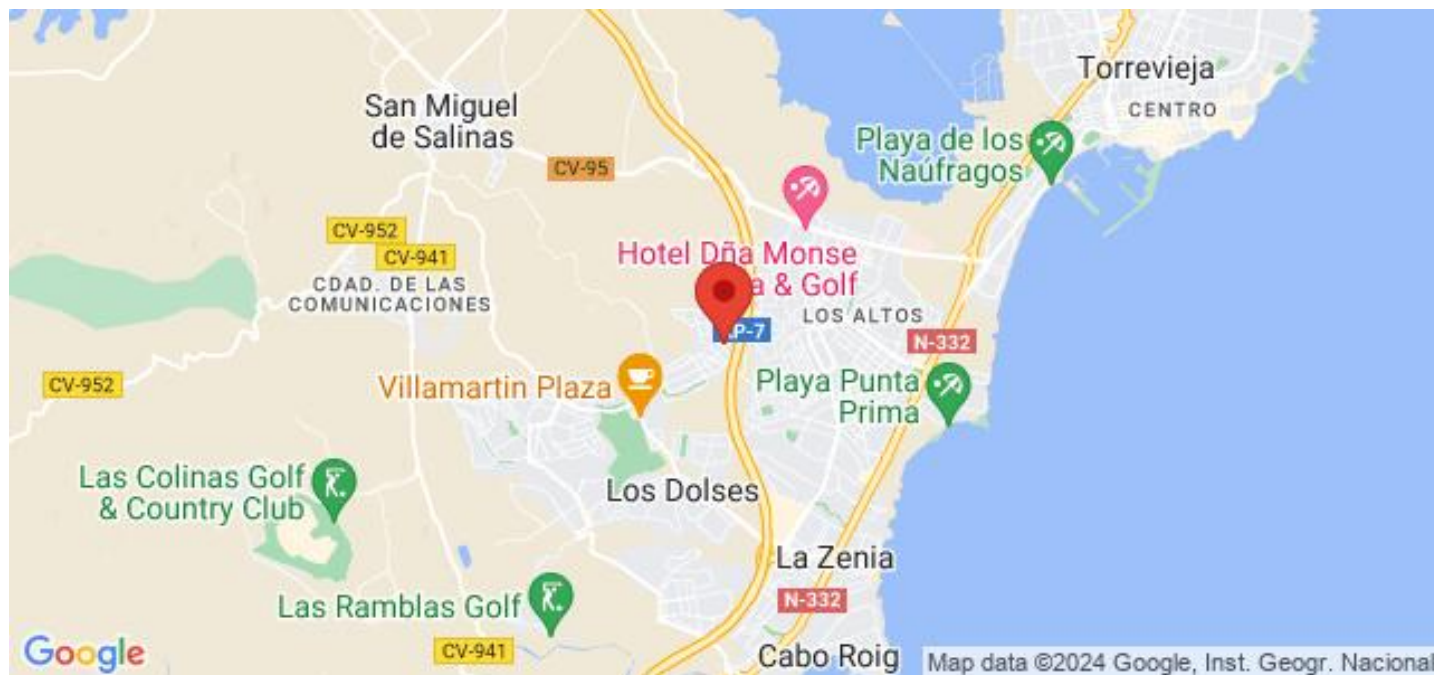 Torrevieja
CENTRO
San Miguel
de Salinas
Playa de los
Naúfragos
CV-95
CV-952
CV-941
Hotel Dña Monse
a & Golf
CDAD. DE LAS
COMUNICACIONES
LOS ALTOS
P-7
N-332
CV-952
Villamartin Plaza
Playa Punta
Prima
Las Colinas Golf
& Country Club
Los Dolses
La Zenia
Las Ramblas Golf
N-332
CV-941
Cabo Roig
Google
Map data ©2024 Google, Inst. Geogr. Nacional